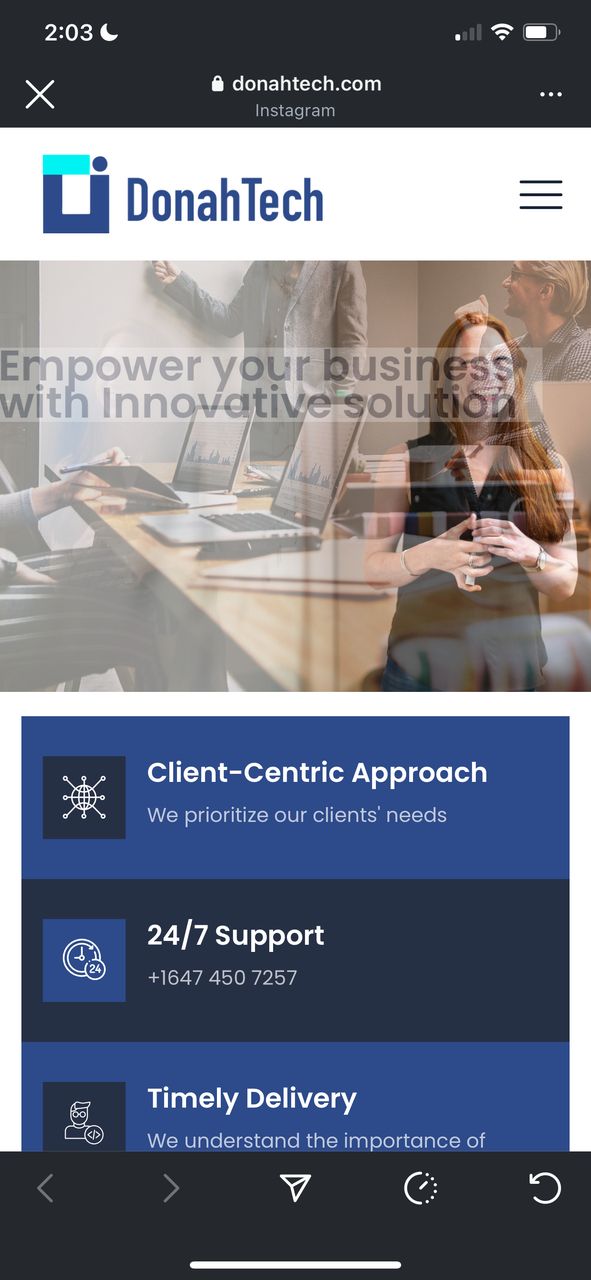 2:03
donahtech.com
Instagram
DonahTech
Empower your business
with Innovative solution
Client-Centric Approach
We prioritize our clients' needs
24/7 Support
24
+1647 450 7257
Timely Delivery
</>
We understand the importance of